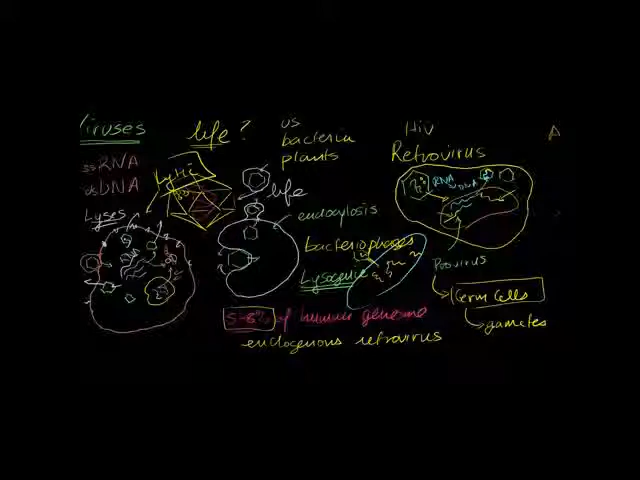 Viruses
life ?
us
bacteria
plants
HIV
Retrovirus
ssRNA
dsDNA
Lytic
Lyses
life
endocytosis
bacteriophages
Lysogenic
RNA
DNA
Provirus
Germ Cells
gametes
5-8% of human genome
endogenous retrovirus